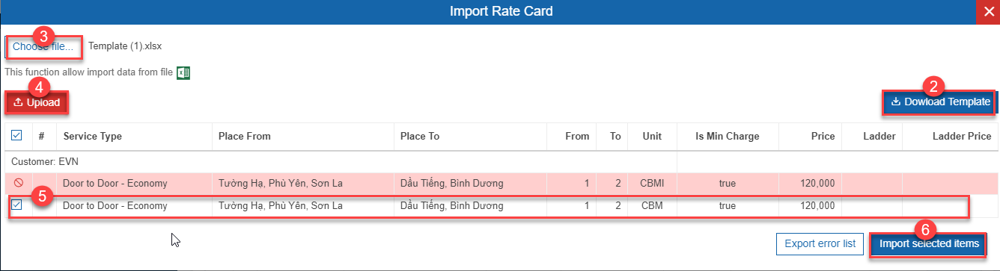 Import Rate Card
3
Choose file... Template (1).xlsx
This function allow import data from file
4
Upload
2
Dowload Template
# Service Type Place From Place To From To Unit Is Min Charge Price Ladder Ladder Price
Customer: EVN
Door to Door - Economy Tường Hạ, Phù Yên, Sơn La Dầu Tiếng, Bình Dương 1 2 CBMI true 120,000
5
Door to Door - Economy Tường Hạ, Phù Yên, Sơn La Dầu Tiếng, Bình Dương 1 2 CBM true 120,000
6
Export error list Import selected items